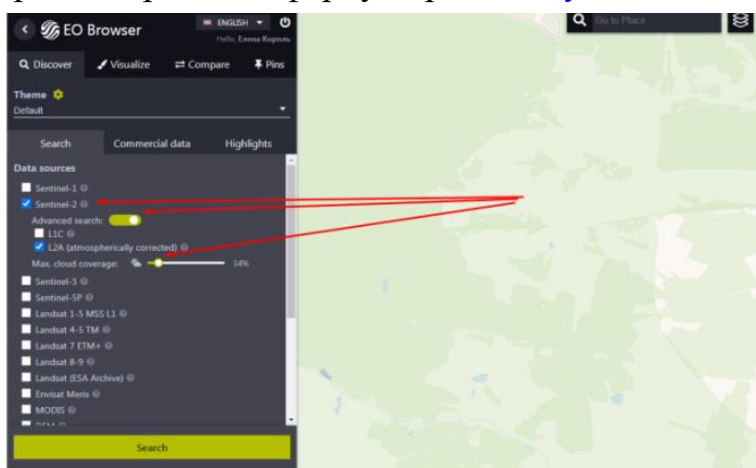 EO Browser
ENGLISH
Hello, Елена Король
Go to Place
Discover Visualize Compare Pins
Theme
Default
Search Commercial data Highlights
Data sources
Sentinel-1
Sentinel-2
Advanced search:
L1C
L2A (atmospherically corrected)
Max. cloud coverage: 14%
Sentinel-3
Sentinel-5P
Landsat 1-5 MSS L1
Landsat 4-5 TM
Landsat 7 ETM+
Landsat 8-9
Landsat (ESA Archive)
Envisat Meris
MODIS
Search